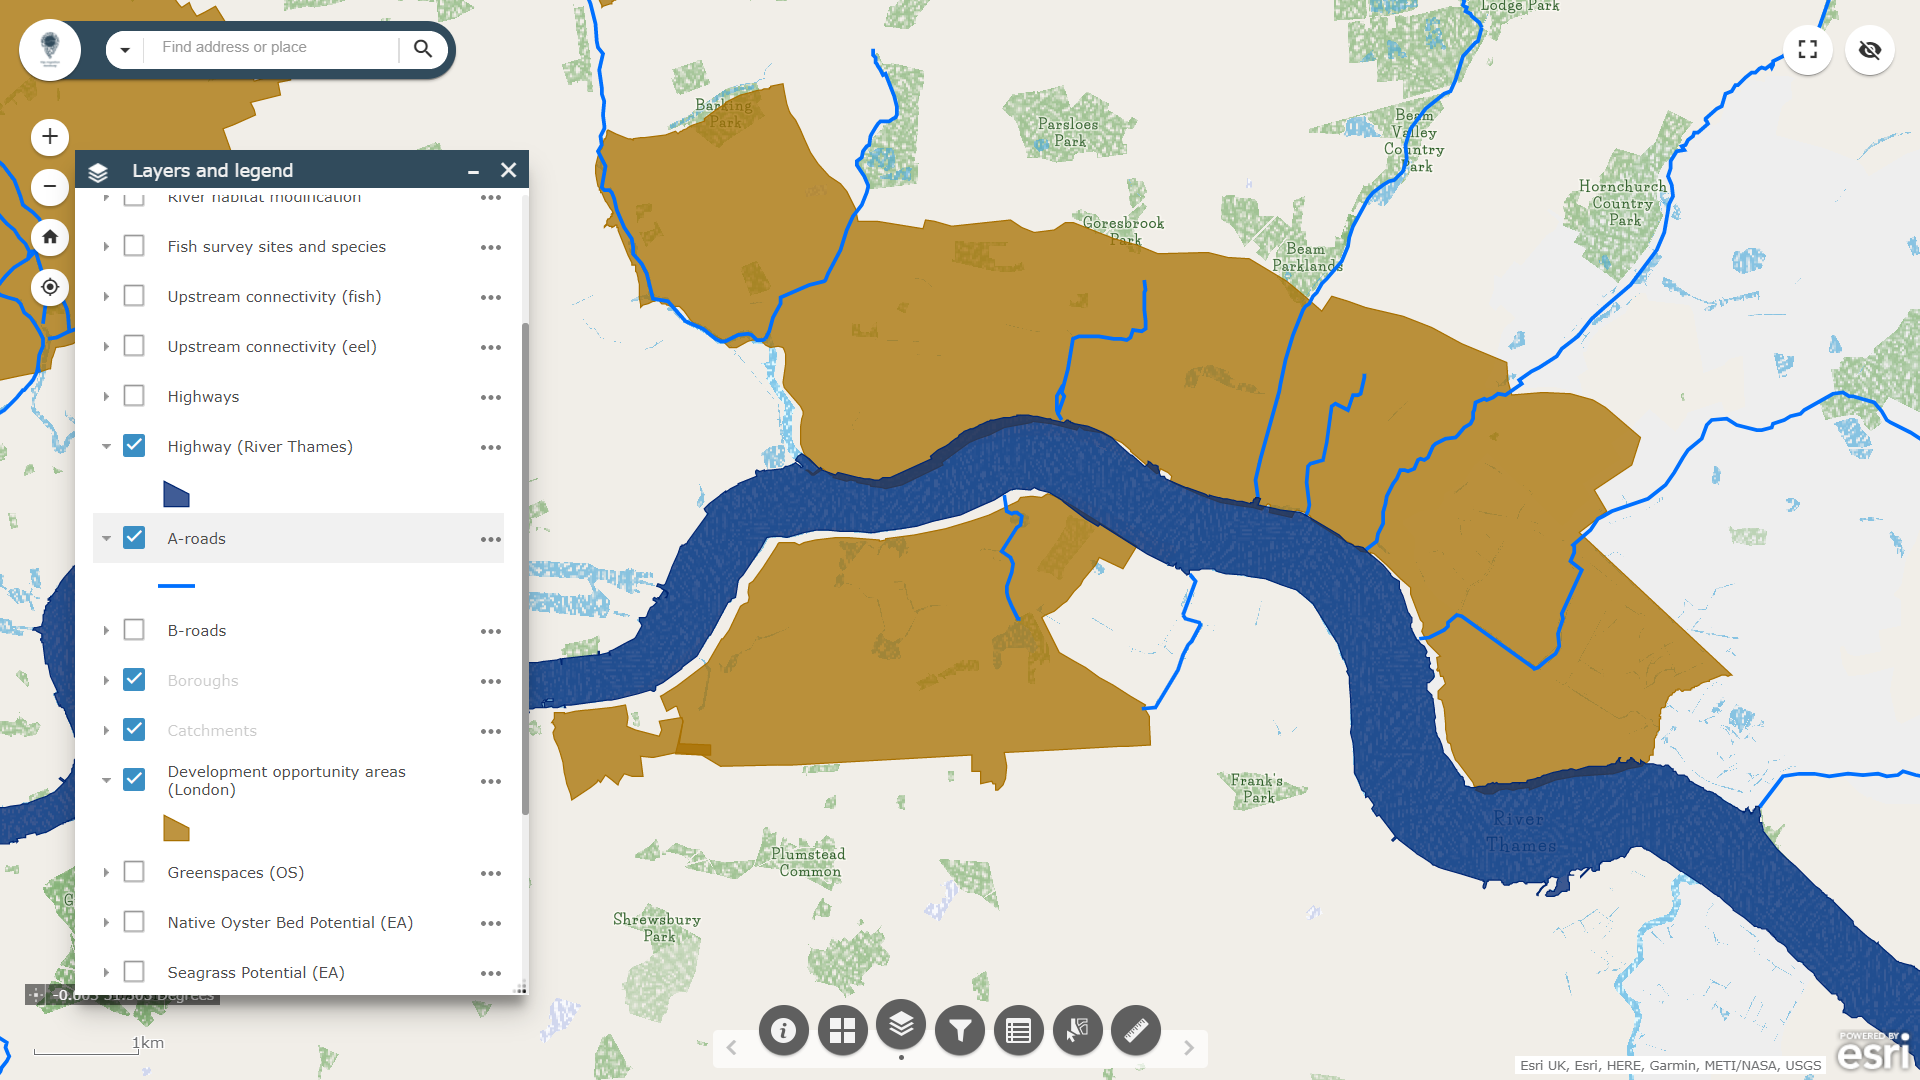 Find address or place
Layers and legend
River habitat modification
Fish survey sites and species
Upstream connectivity (fish)
Upstream connectivity (eel)
Highways
Highway (River Thames)
A-roads
B-roads
Boroughs
Catchments
Development opportunity areas
(London)
Greenspaces (OS)
Native Oyster Bed Potential (EA)
Seagrass Potential (EA)
Degrees
1km
Lodge Park
Barking
Park
Parsloes
Park
Beam
Valley
Country
Park
Hornchurch
Country
Park
Goresbrook
Park
Beam
Parklands
Frank's
Park
River
Thames
Plumstead
Common
Shrewsbury
Park
POWERED BY
esri
Esri UK, Esri, HERE, Garmin, METI/NASA, USGS